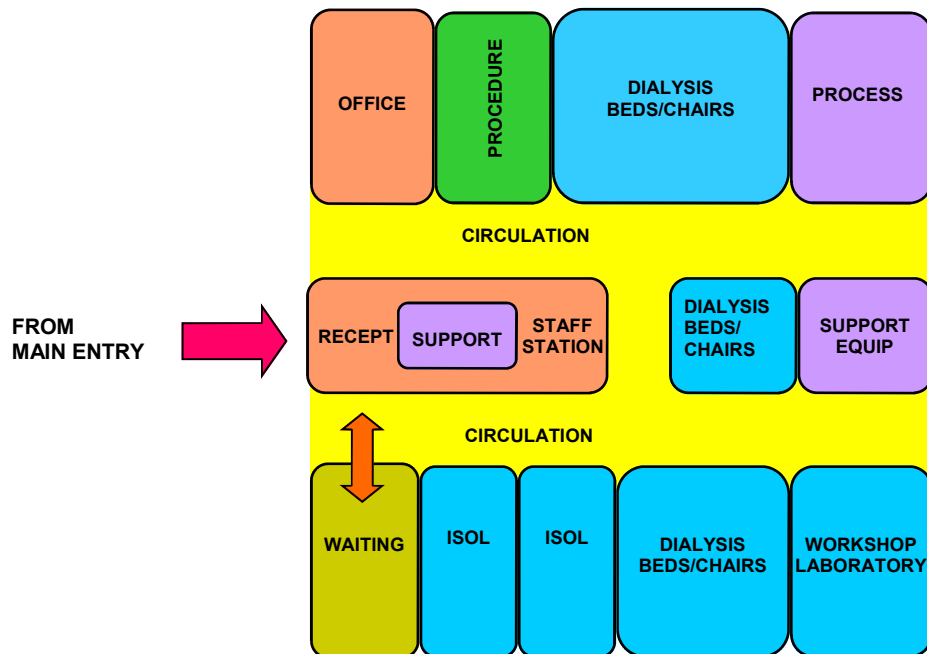 OFFICE
PROCEDURE
DIALYSIS
BEDS/CHAIRS
PROCESS
CIRCULATION
FROM
MAIN ENTRY
RECEPT
SUPPORT
STAFF
STATION
DIALYSIS
BEDS/
CHAIRS
SUPPORT
EQUIP
CIRCULATION
WAITING
ISOL
ISOL
DIALYSIS
BEDS/CHAIRS
WORKSHOP
LABORATORY